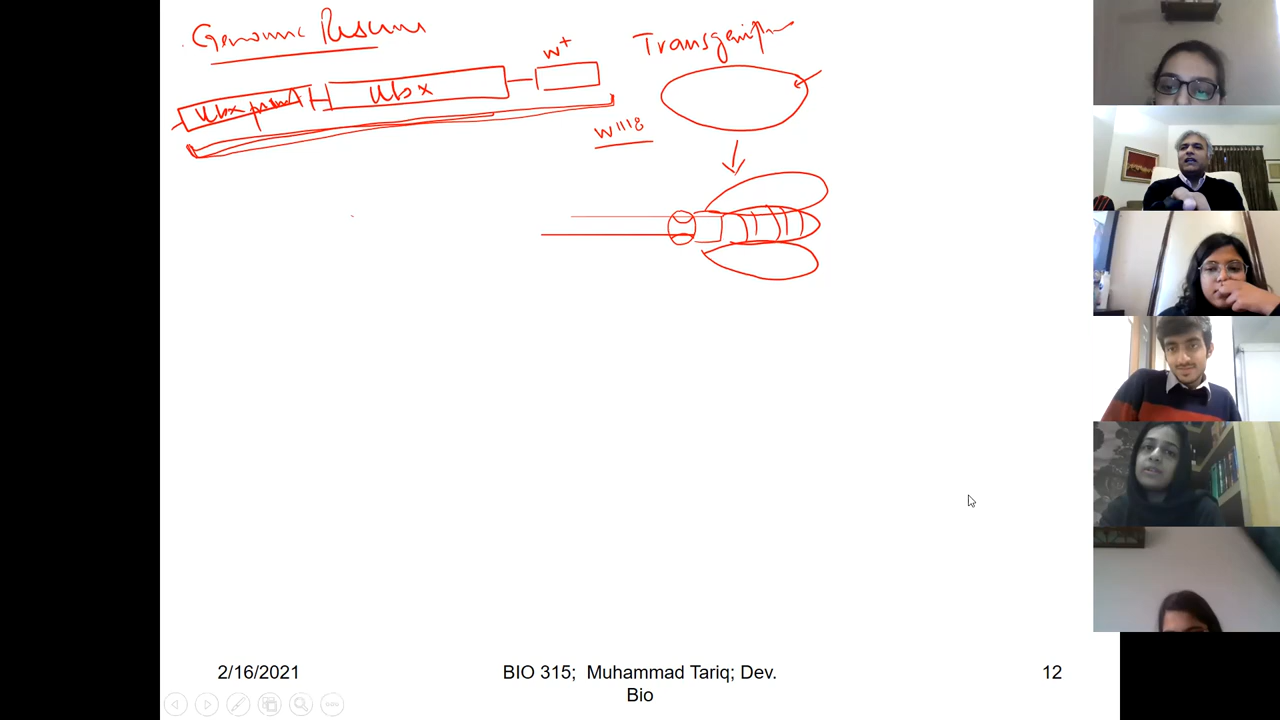 Genomic Rescue
Ubx promot
Ubx
w+
Transgenic
w1118
2/16/2021
BIO 315; Muhammad Tariq; Dev.
Bio
12